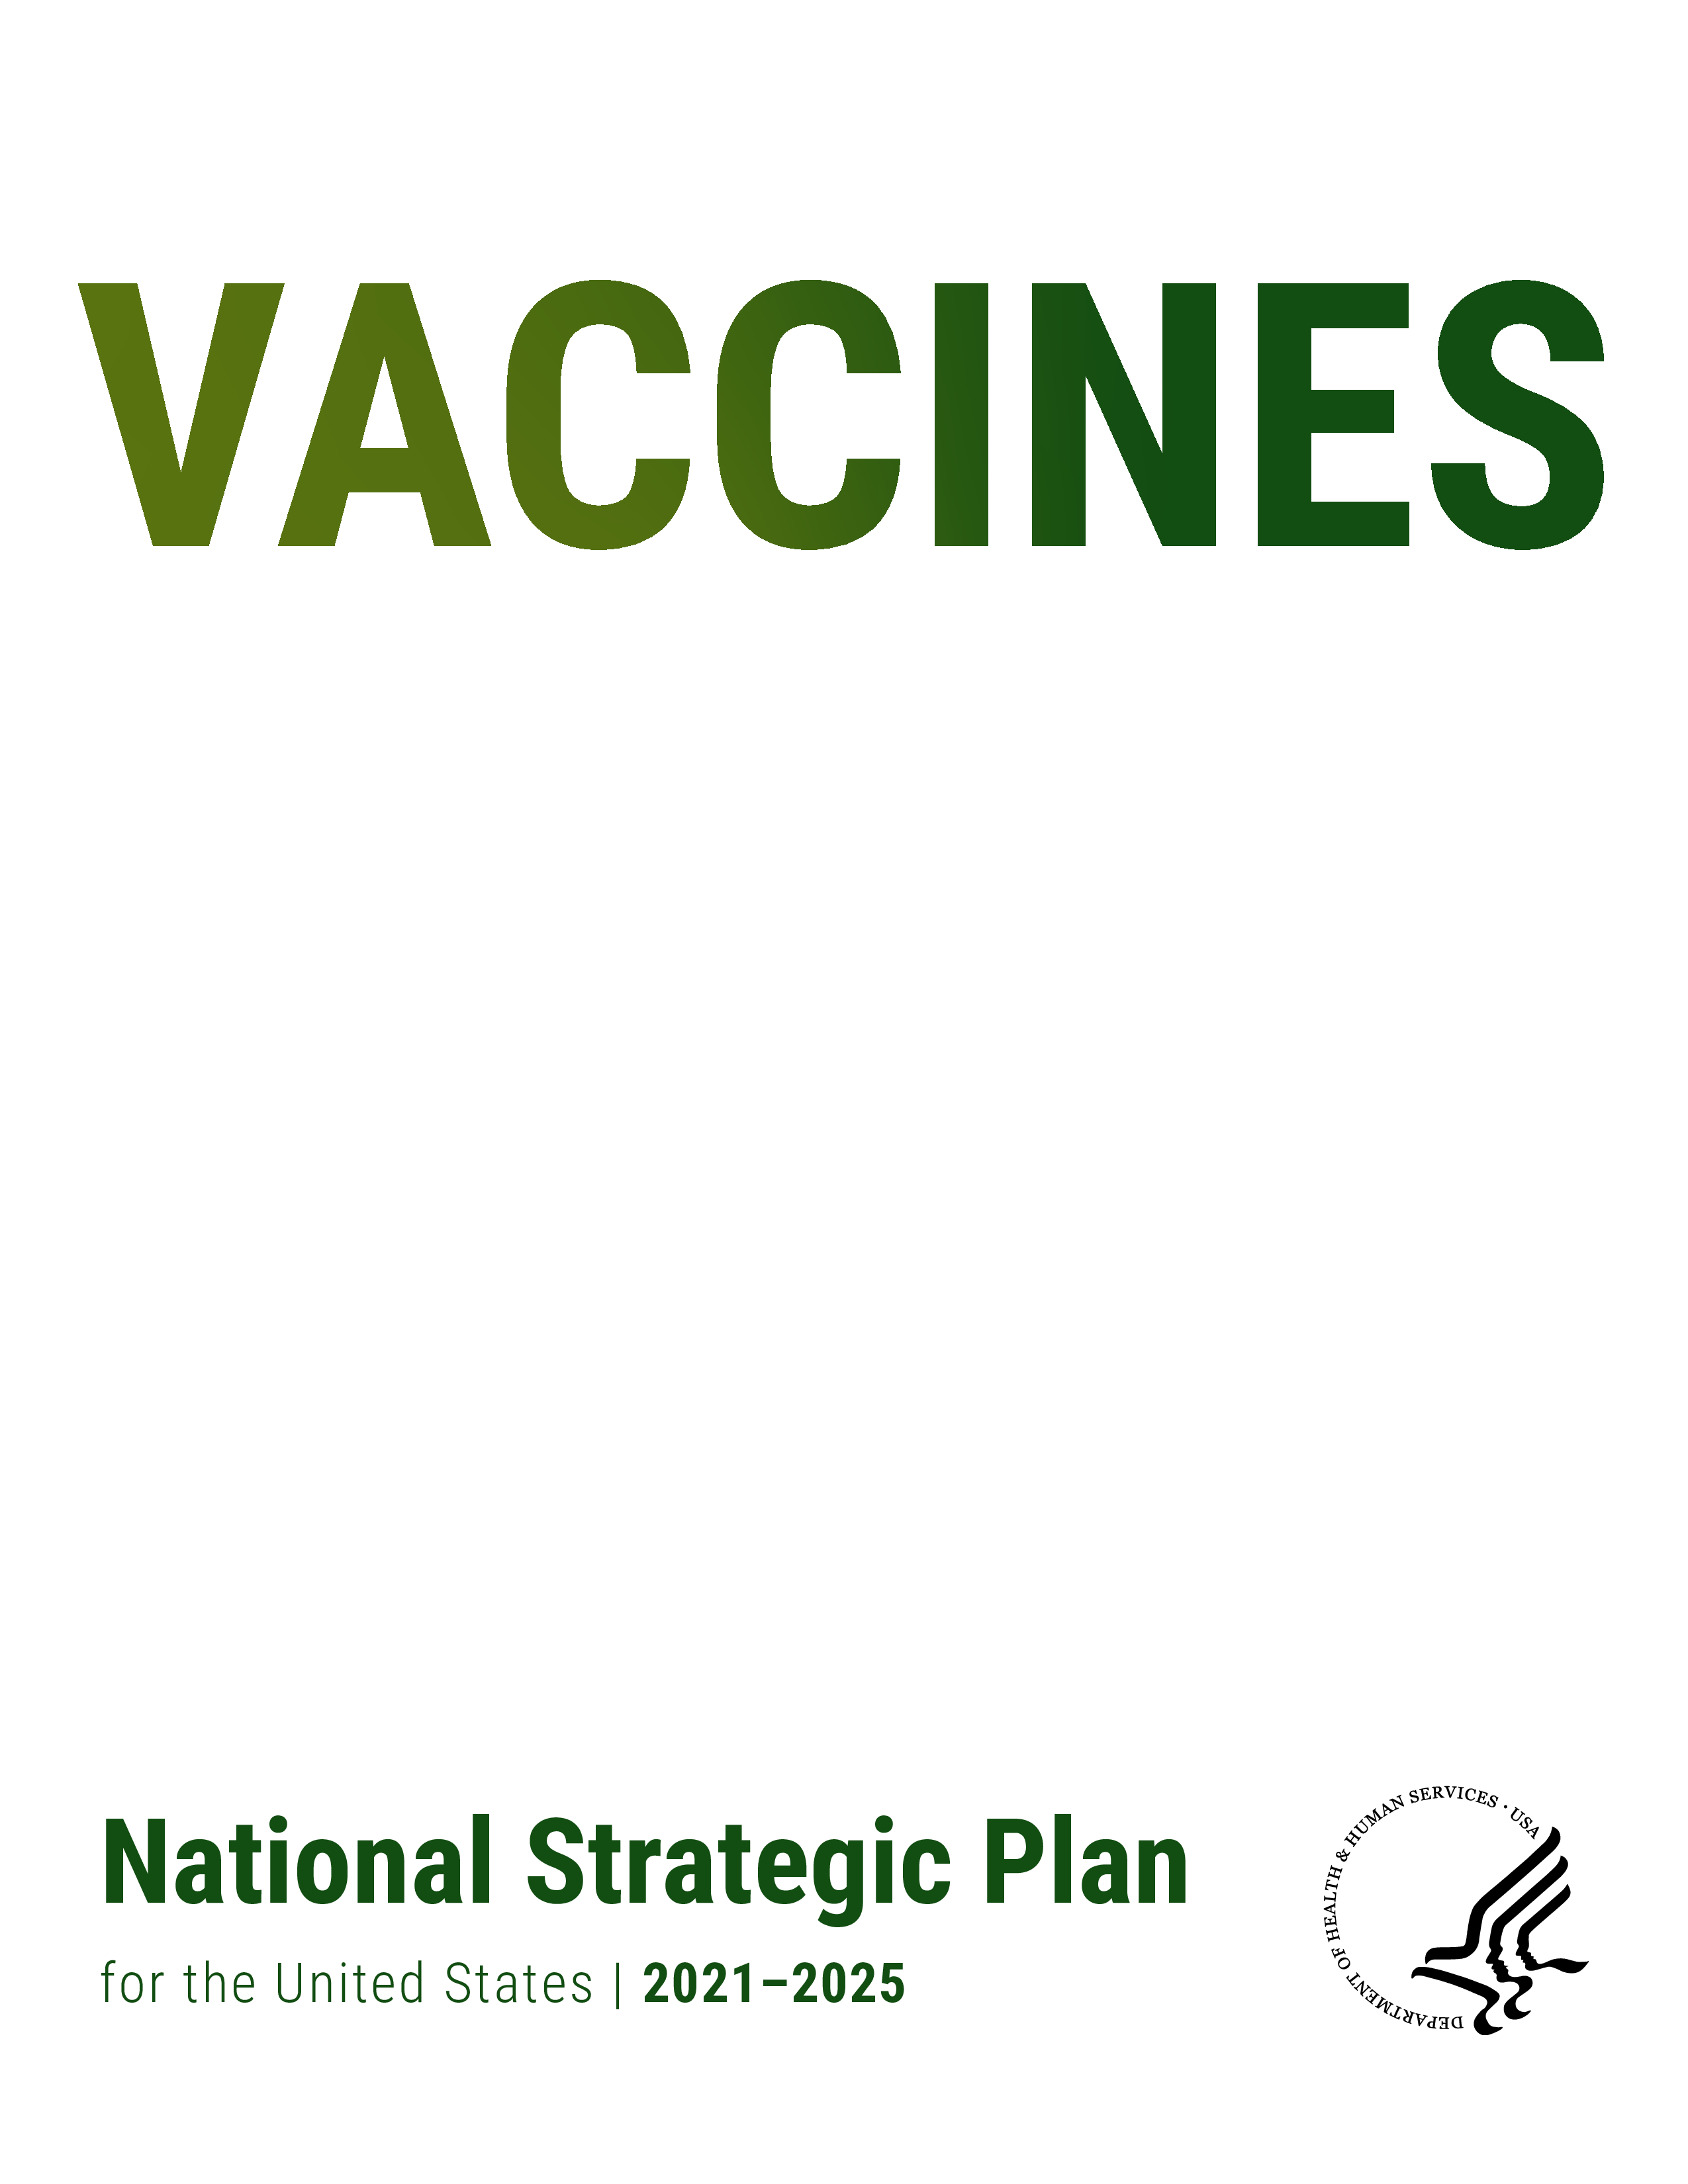 VACCINES
National Strategic Plan
for the United States | 2021–2025
DEPARTMENT OF HEALTH & HUMAN SERVICES · USA